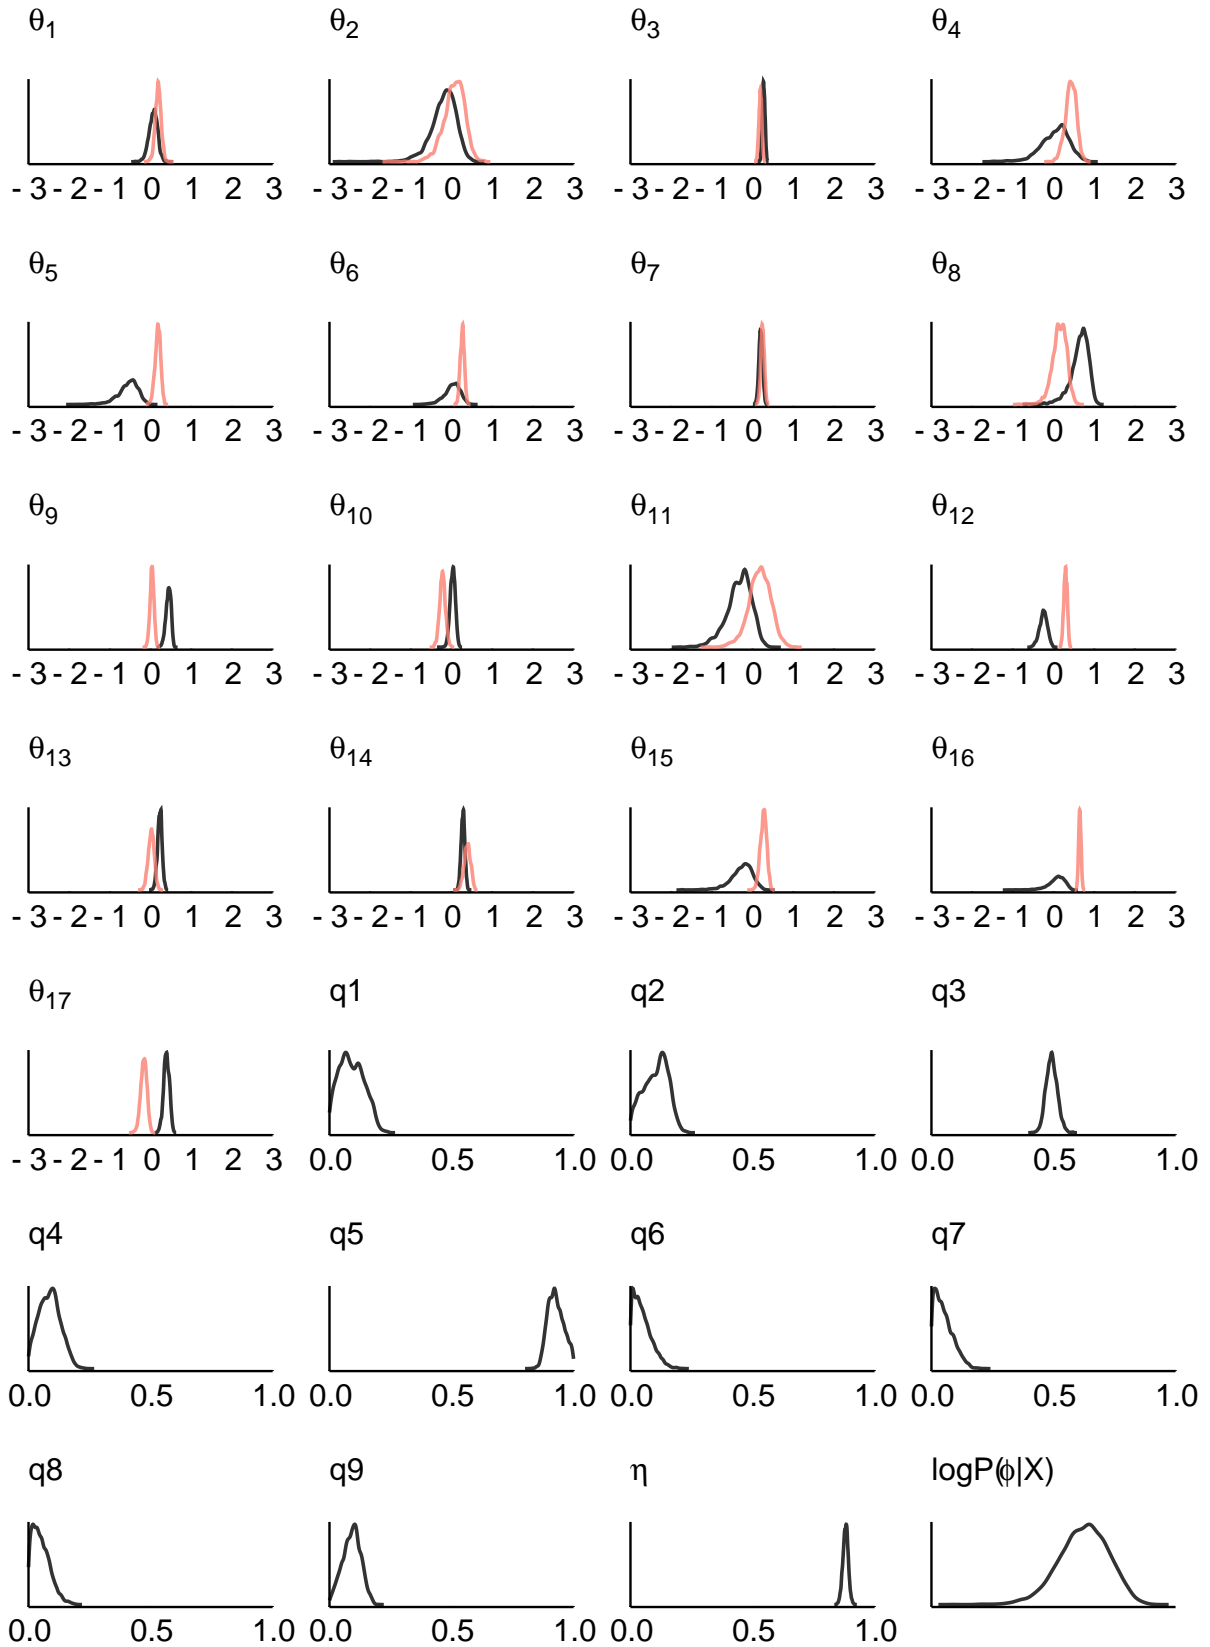 θ1 θ2 θ3 θ4
- 3 - 2 - 1 0 1 2 3 - 3 - 2 - 1 0 1 2 3 - 3 - 2 - 1 0 1 2 3 - 3 - 2 - 1 0 1 2 3
θ5 θ6 θ7 θ8
- 3 - 2 - 1 0 1 2 3 - 3 - 2 - 1 0 1 2 3 - 3 - 2 - 1 0 1 2 3 - 3 - 2 - 1 0 1 2 3
θ9 θ10 θ11 θ12
- 3 - 2 - 1 0 1 2 3 - 3 - 2 - 1 0 1 2 3 - 3 - 2 - 1 0 1 2 3 - 3 - 2 - 1 0 1 2 3
θ13 θ14 θ15 θ16
- 3 - 2 - 1 0 1 2 3 - 3 - 2 - 1 0 1 2 3 - 3 - 2 - 1 0 1 2 3 - 3 - 2 - 1 0 1 2 3
θ17 q1 q2 q3
- 3 - 2 - 1 0 1 2 3 0.0 0.5 1.0 0.0 0.5 1.0 0.0 0.5 1.0
q4 q5 q6 q7
0.0 0.5 1.0 0.0 0.5 1.0 0.0 0.5 1.0 0.0 0.5 1.0
q8 q9 η logP(ϕ|X)
0.0 0.5 1.0 0.0 0.5 1.0 0.0 0.5 1.0